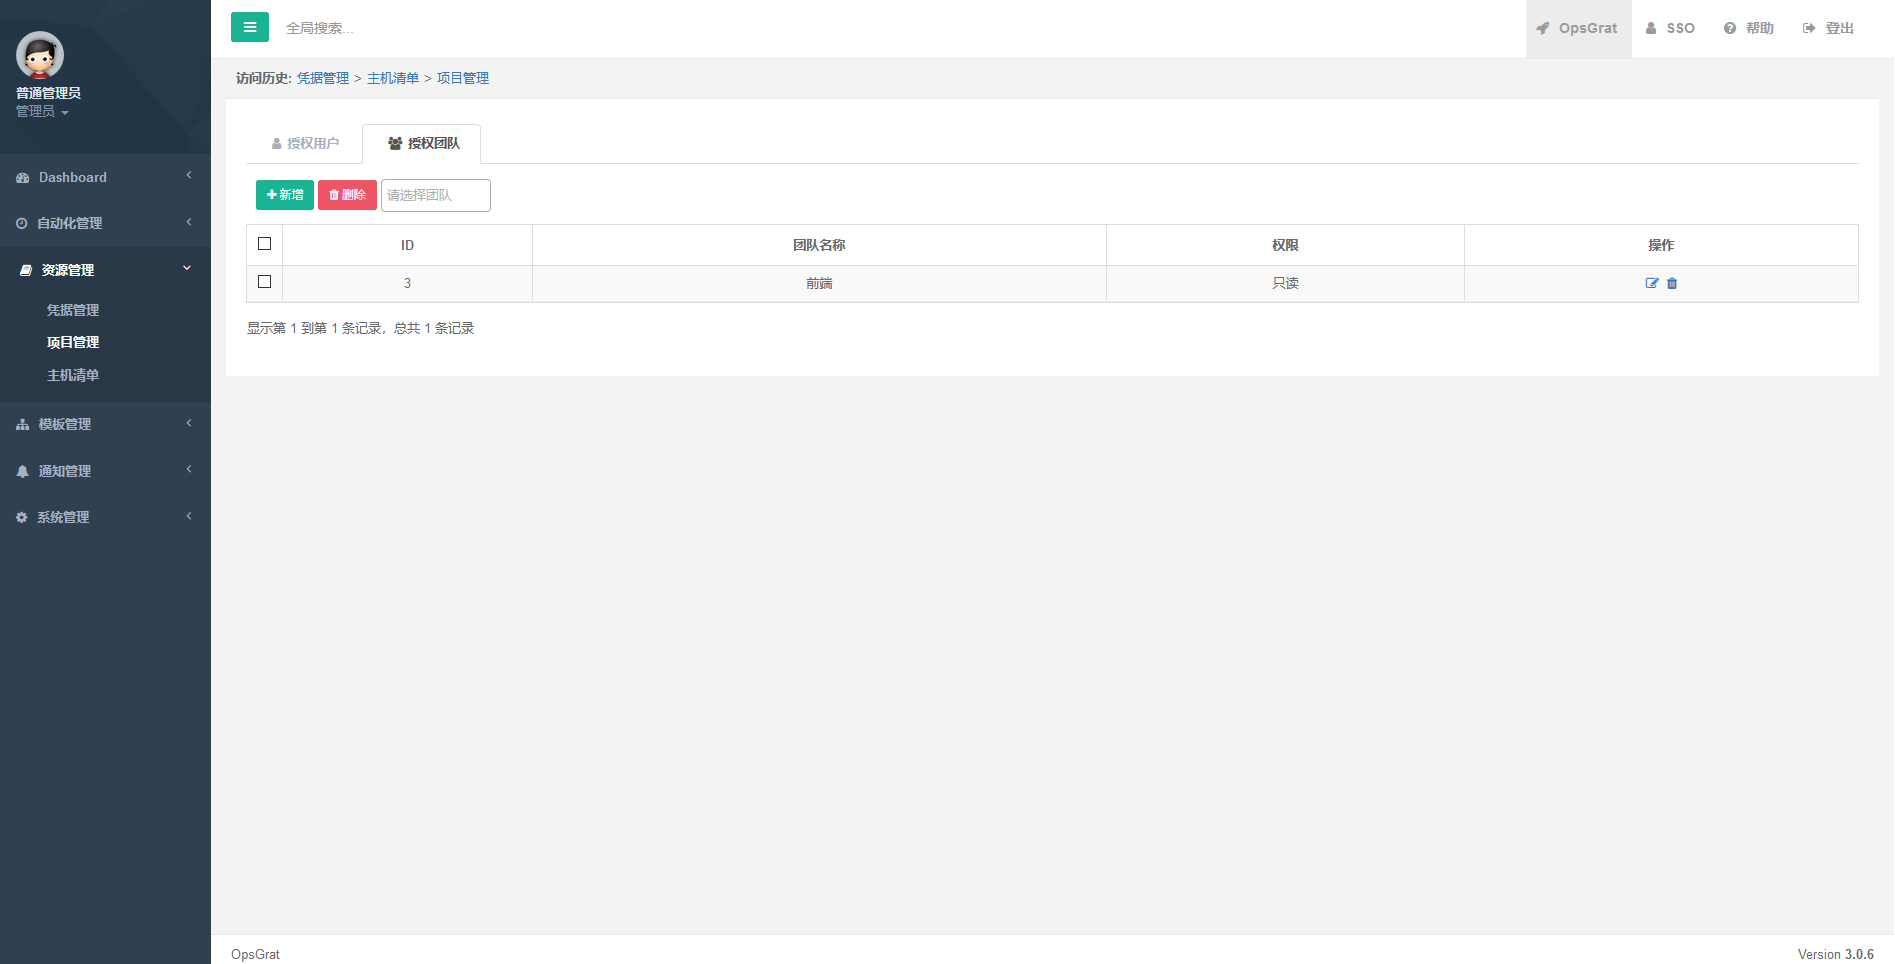 普通管理员
管理员
Dashboard
自动化管理
资源管理
凭据管理
项目管理
主机清单
模板管理
通知管理
系统管理
全局搜索...
OpsGrat
SSO
帮助
登出
访问历史: 凭据管理 > 主机清单 > 项目管理
授权用户
授权团队
新增
删除
请选择团队
ID 团队名称 权限 操作
3 前端 只读
显示第 1 到第 1 条记录，总共 1 条记录
OpsGrat
Version 3.0.6